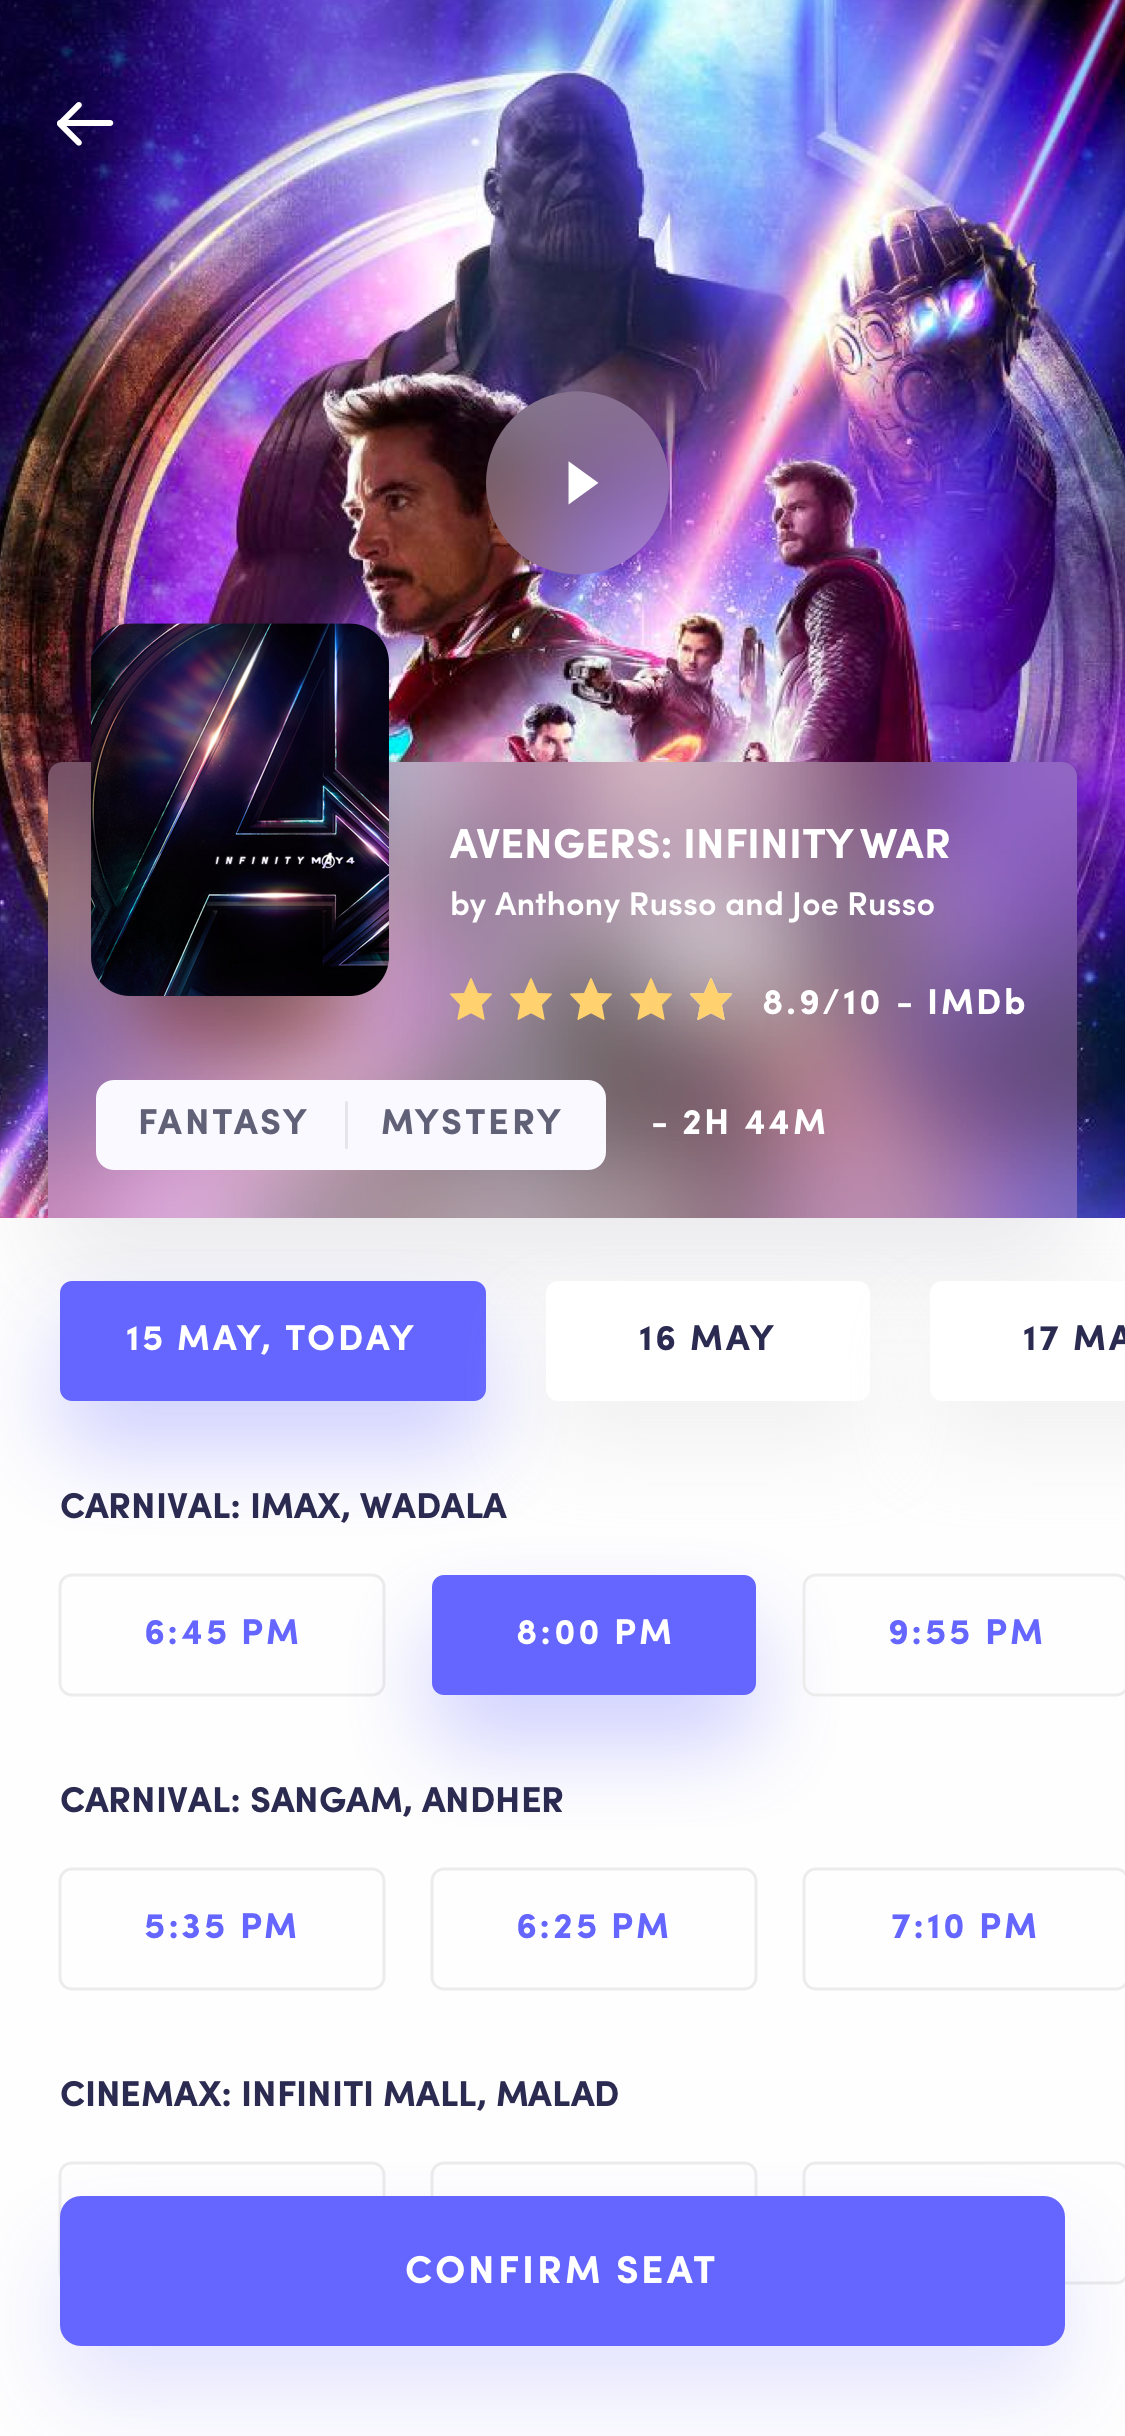 INFINITY MAY 4
AVENGERS: INFINITY WAR
by Anthony Russo and Joe Russo
8.9/10 - IMDb
FANTASY MYSTERY - 2H 44M
15 MAY, TODAY 16 MAY 17 MA
CARNIVAL: IMAX, WADALA
6:45 PM 8:00 PM 9:55 PM
CARNIVAL: SANGAM, ANDHER
5:35 PM 6:25 PM 7:10 PM
CINEMAX: INFINITI MALL, MALAD
CONFIRM SEAT